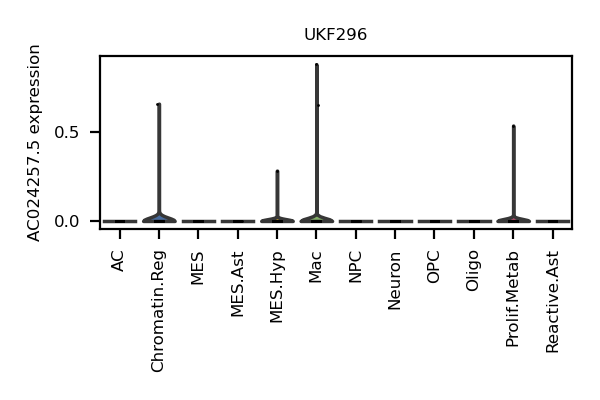 UKF296
AC024257.5 expression
0.5
0.0
AC
Chromatin.Reg
MES
MES.Ast
MES.Hyp
Mac
NPC
Neuron
OPC
Oligo
Prolif.Metab
Reactive.Ast